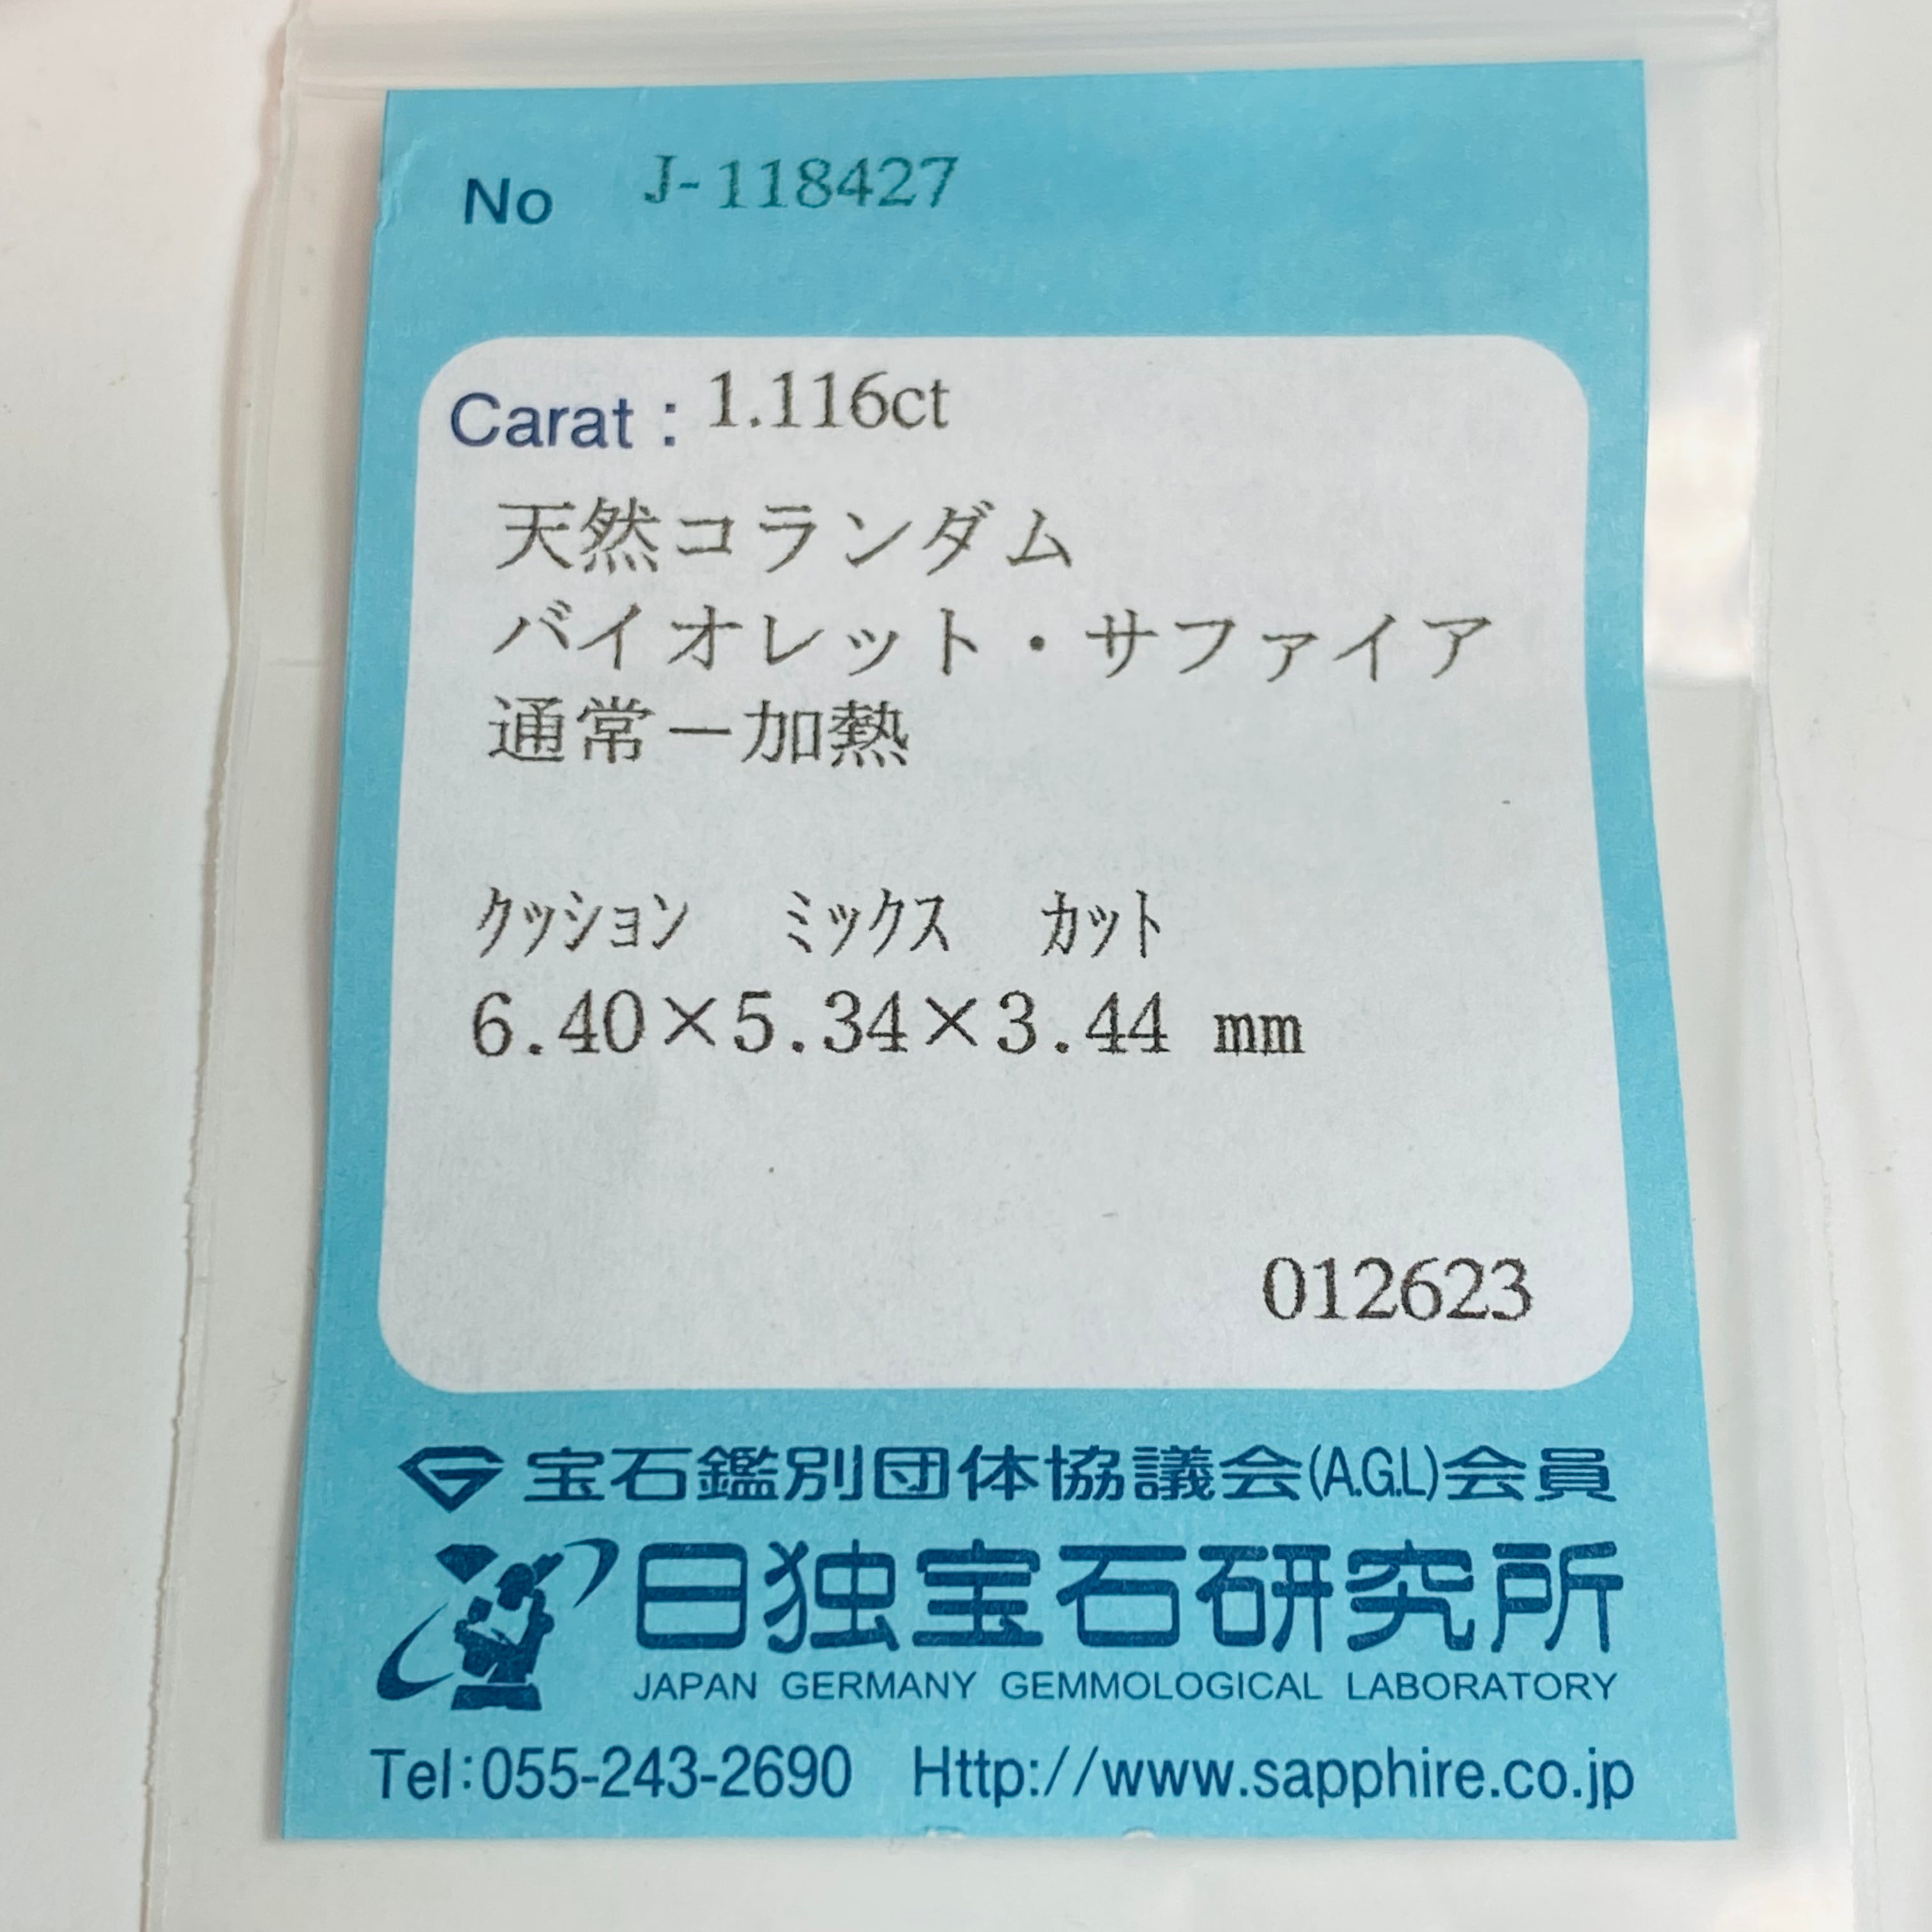 No J-118427
Carat : 1.116ct
天然コランダム
バイオレット・サファイア
通常－加熱
ｸｯｼｮﾝ ﾐｯｸｽ ｶｯﾄ
6.40×5.34×3.44 mm
012623
宝石鑑別団体協議会(A.G.L)会員
日独宝石研究所
JAPAN GERMANY GEMMOLOGICAL LABORATORY
Tel:055-243-2690 Http://www.sapphire.co.jp